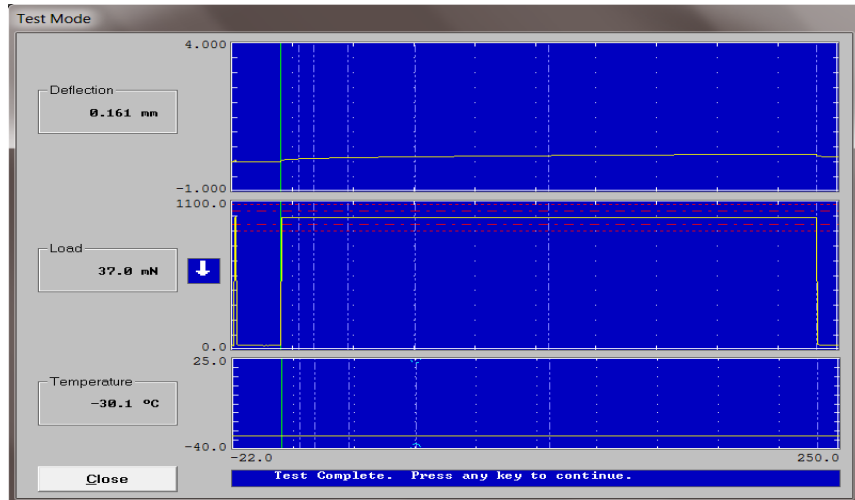 Test Mode
4.000
Deflection
0.161 mm
-1.000
1100.0
Load
37.0 mN
0.0
25.0
Temperature
-30.1 ºC
-40.0
-22.0
250.0
Close
Test Complete. Press any key to continue.